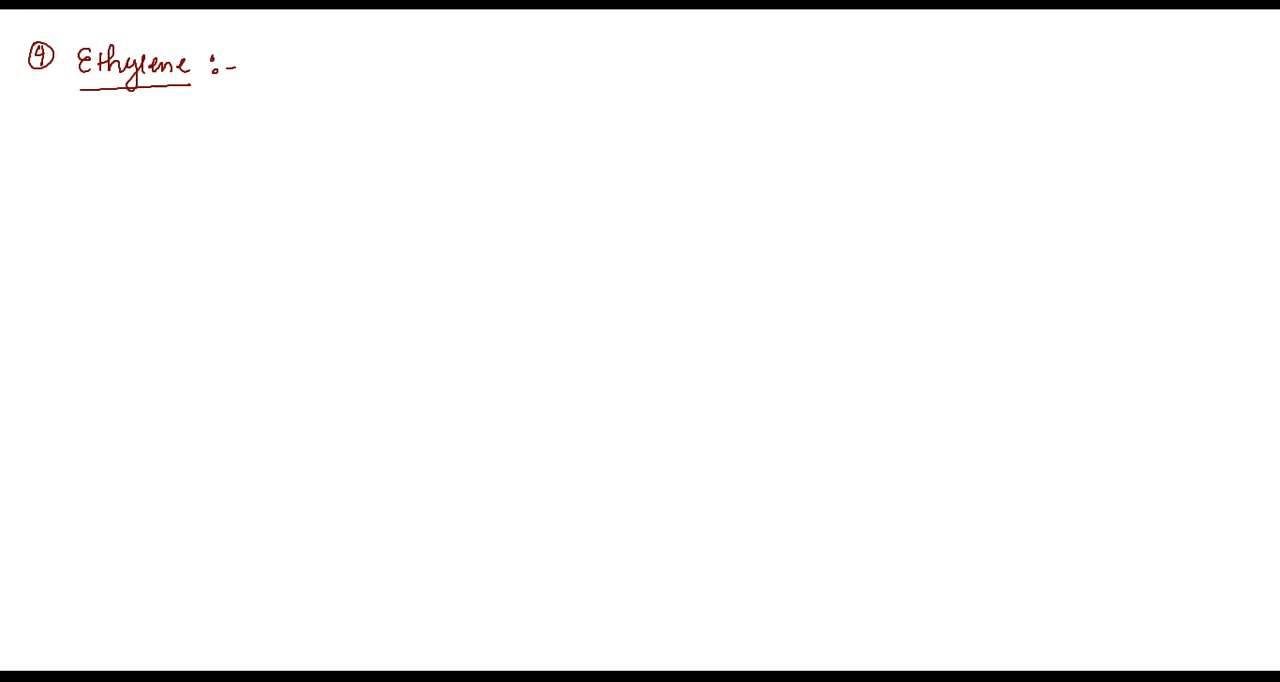 ④ Ethylene :-